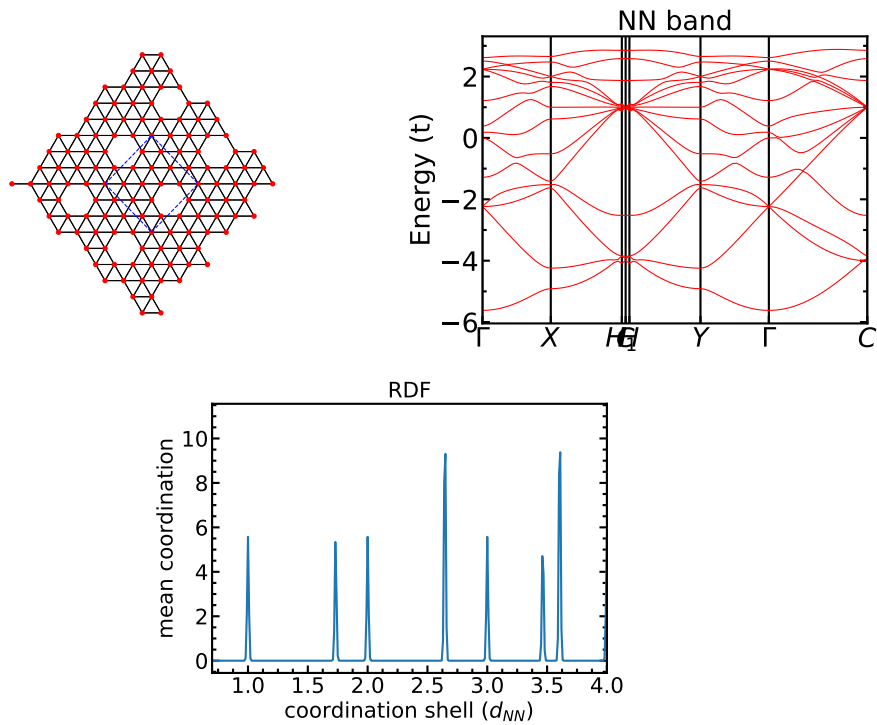 NN band
Energy (t)
2
0
−2
−4
−6
Γ
X
H
H
Y
Γ
C
RDF
mean coordination
10
8
6
4
2
0
1.0
1.5
2.0
2.5
3.0
3.5
4.0
coordination shell (d_NN)